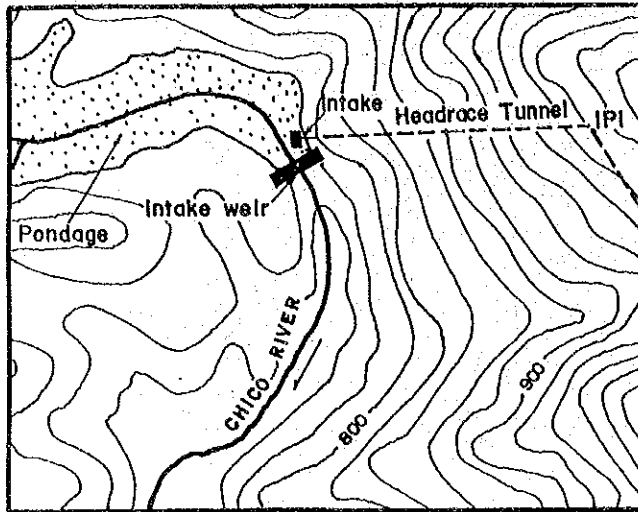 Intake
Headrace Tunnel
IPI
Intake weir
Pondage
CHICO RIVER
800
900